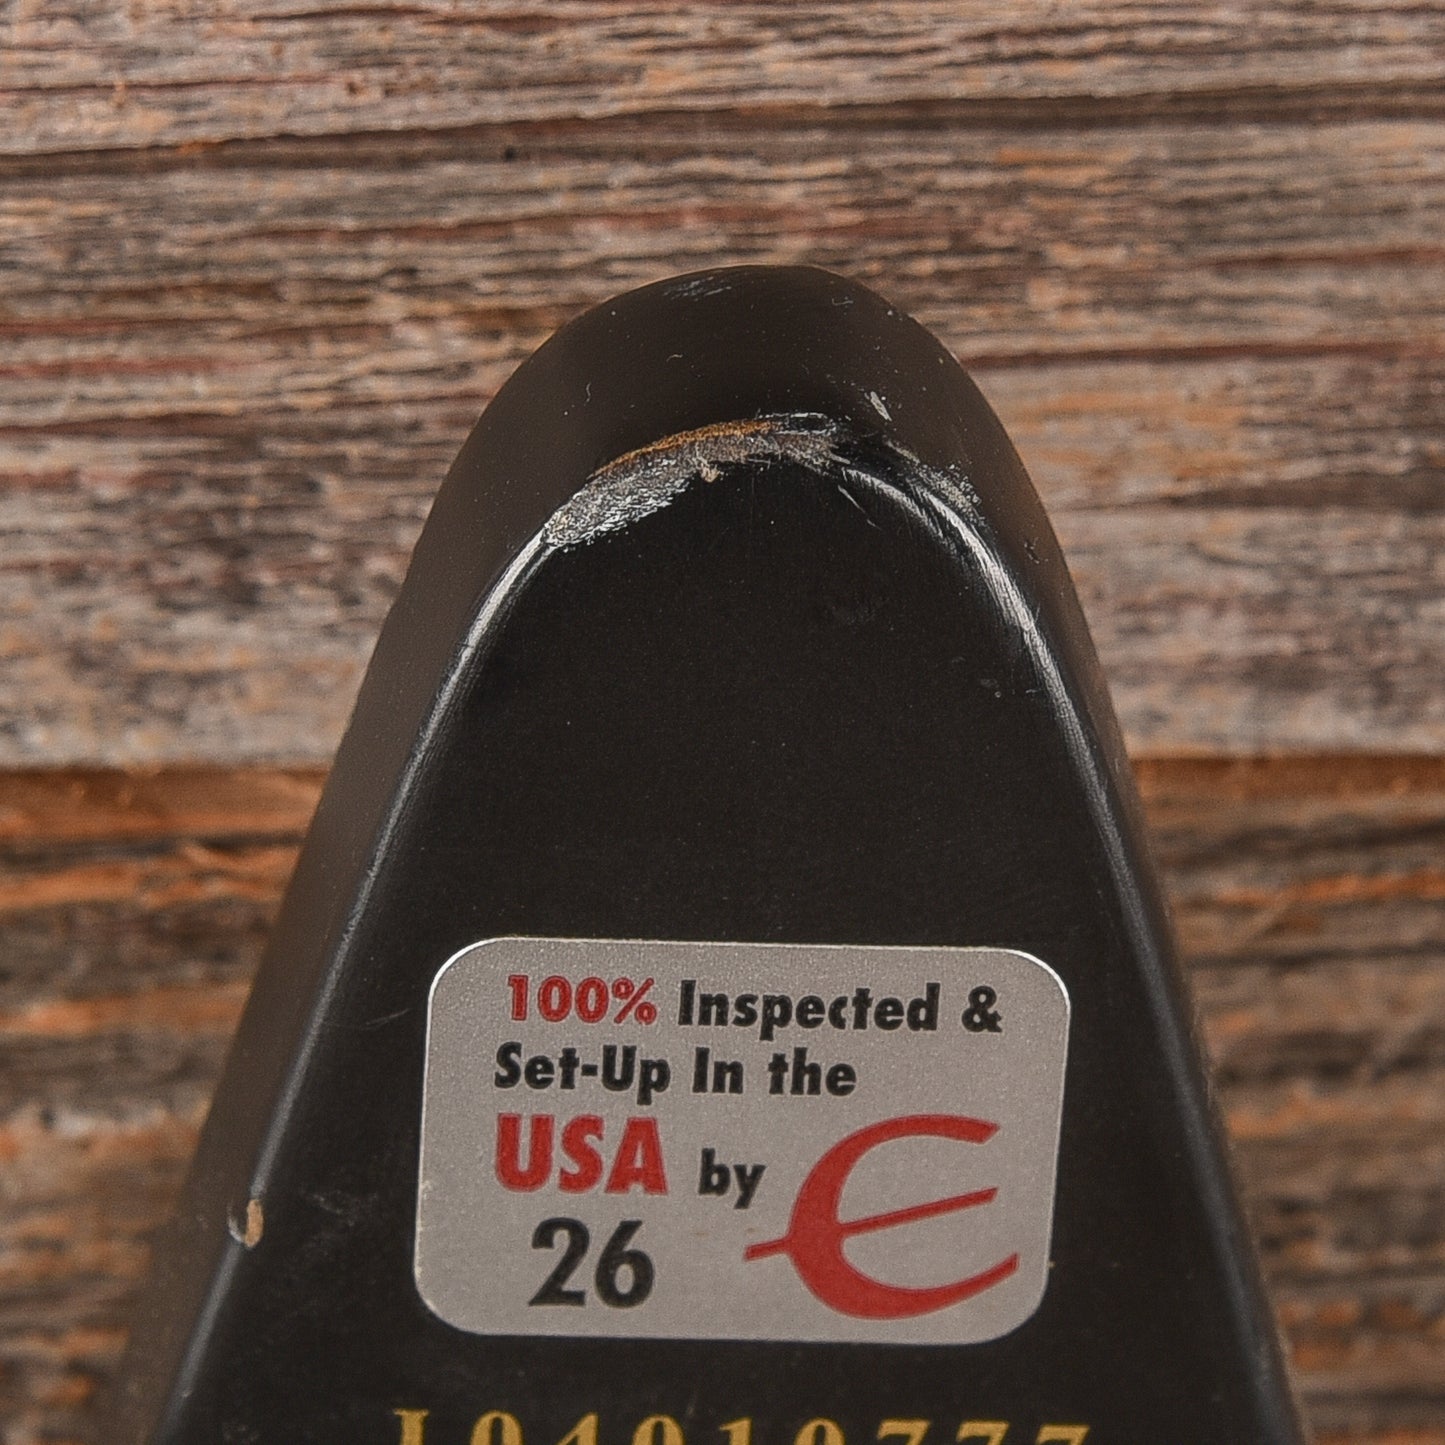 100% Inspected &
Set-Up In the
USA by
26